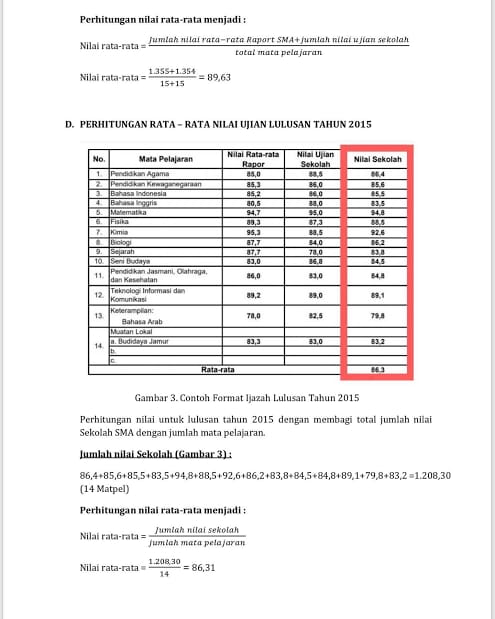 Perhitungan nilai rata-rata menjadi :
Nilai rata-rata = Jumlah nilai rata−rata Raport SMA+jumlah nilai ujian sekolah / total mata pelajaran
Nilai rata-rata = 1.355+1.354 / 15+15 = 89,63
D. PERHITUNGAN RATA – RATA NILAI UJIAN LULUSAN TAHUN 2015
No. Mata Pelajaran Nilai Rata-rata Rapor Nilai Ujian Sekolah Nilai Sekolah
1. Pendidikan Agama 85,0 88,5 86,4
2. Pendidikan Kewaganegaraan 85,3 86,0 85,6
3. Bahasa Indonesia 85,2 86,0 85,5
4. Bahasa Inggris 80,5 88,0 83,5
5. Matematika 94,7 95,0 94,8
6. Fisika 89,3 87,3 88,5
7. Kimia 95,3 88,5 92,6
8. Biologi 87,7 84,0 86,2
9. Sejarah 87,7 78,0 83,8
10. Seni Budaya 83,0 86,8 84,5
11. Pendidikan Jasmani, Olahraga, dan Kesehatan 86,0 83,0 84,8
12. Teknologi Informasi dan Komunikasi 89,2 89,0 89,1
13. Keterampilan: Bahasa Arab 78,0 82,5 79,8
14. Muatan Lokal
a. Budidaya Jamur 83,3 83,0 83,2
b.
c.
Rata-rata 86,3
Gambar 3. Contoh Format Ijazah Lulusan Tahun 2015
Perhitungan nilai untuk lulusan tahun 2015 dengan membagi total jumlah nilai
Sekolah SMA dengan jumlah mata pelajaran.
Jumlah nilai Sekolah (Gambar 3) :
86,4+85,6+85,5+83,5+94,8+88,5+92,6+86,2+83,8+84,5+84,8+89,1+79,8+83,2 =1.208,30
(14 Matpel)
Perhitungan nilai rata-rata menjadi :
Nilai rata-rata = Jumlah nilai sekolah / jumlah mata pelajaran
Nilai rata-rata = 1.208,30 / 14 = 86,31